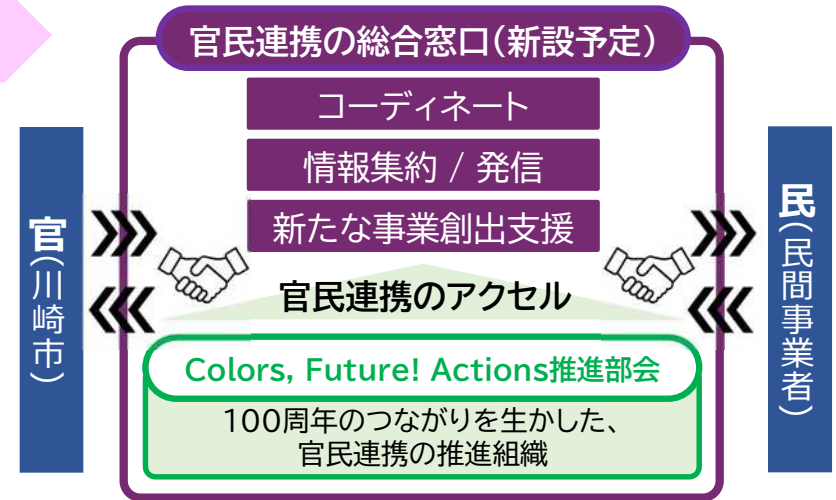 官民連携の総合窓口(新設予定)
コーディネート
情報集約 / 発信
新たな事業創出支援
官(川崎市)
民(民間事業者)
官民連携のアクセル
Colors, Future! Actions推進部会
100周年のつながりを生かした、
官民連携の推進組織